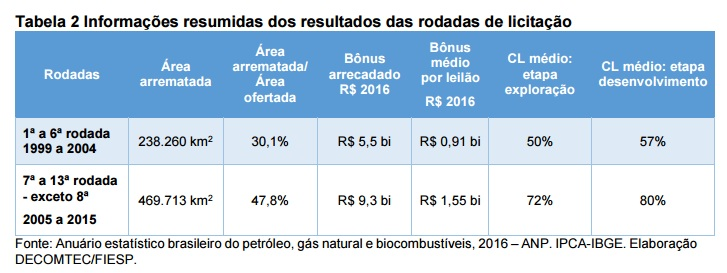 Tabela 2 Informações resumidas dos resultados das rodadas de licitação
Rodadas
Área
arrematada
Área
arrematada/
Área
ofertada
Bônus
arrecadado
R$ 2016
Bônus
médio
por leilão
R$ 2016
CL médio:
etapa
exploração
CL médio: etapa
desenvolvimento
1ª a 6ª rodada
1999 a 2004
238.260 km²
30,1%
R$ 5,5 bi
R$ 0,91 bi
50%
57%
7ª a 13ª rodada
- exceto 8ª
2005 a 2015
469.713 km²
47,8%
R$ 9,3 bi
R$ 1,55 bi
72%
80%
Fonte: Anuário estatístico brasileiro do petróleo, gás natural e biocombustíveis, 2016 – ANP. IPCA-IBGE. Elaboração
DECOMTEC/FIESP.